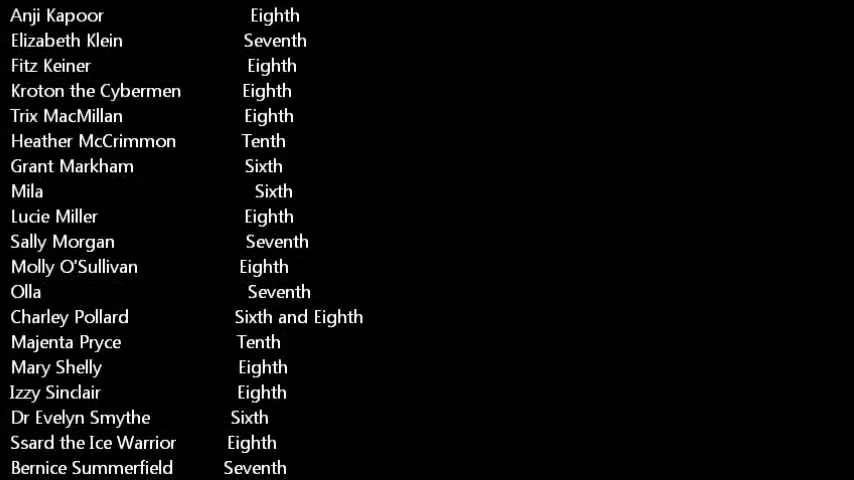 Anji Kapoor Eighth
Elizabeth Klein Seventh
Fitz Keiner Eighth
Kroton the Cybermen Eighth
Trix MacMillan Eighth
Heather McCrimmon Tenth
Grant Markham Sixth
Mila Sixth
Lucie Miller Eighth
Sally Morgan Seventh
Molly O'Sullivan Eighth
Olla Seventh
Charley Pollard Sixth and Eighth
Majenta Pryce Tenth
Mary Shelly Eighth
Izzy Sinclair Eighth
Dr Evelyn Smythe Sixth
Ssard the Ice Warrior Eighth
Bernice Summerfield Seventh